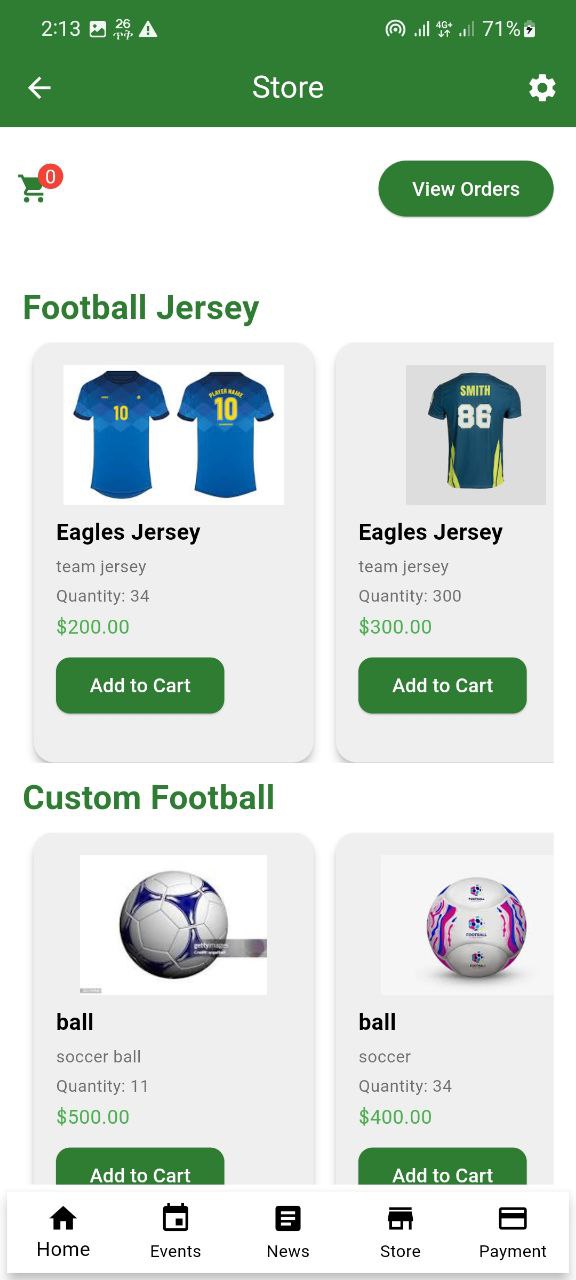 2:13
26
ጥቅ
4G+
71%
Store
0
View Orders
Football Jersey
10
PLAYER NAME
10
SMITH
86
Eagles Jersey
team jersey
Quantity: 34
$200.00
Add to Cart
Eagles Jersey
team jersey
Quantity: 300
$300.00
Add to Cart
Custom Football
gettyimages
FOOTBALL
ball
soccer ball
Quantity: 11
$500.00
Add to Cart
ball
soccer
Quantity: 34
$400.00
Add to Cart
Home
Events
News
Store
Payment